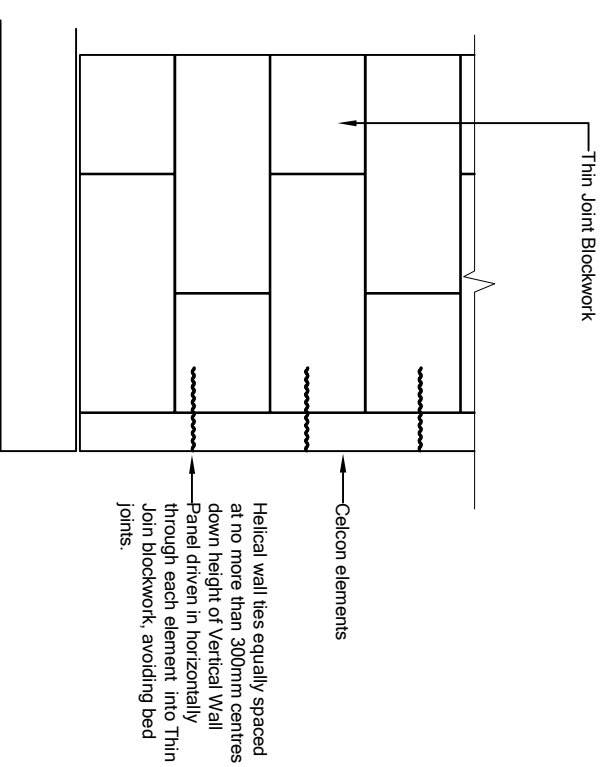 Thin Joint Blockwork
Celcon elements
Helical wall ties equally spaced
at no more than 300mm centres
down height of Vertical Wall
Panel driven in horizontally
through each element into Thin
Join blockwork, avoiding bed
joints.